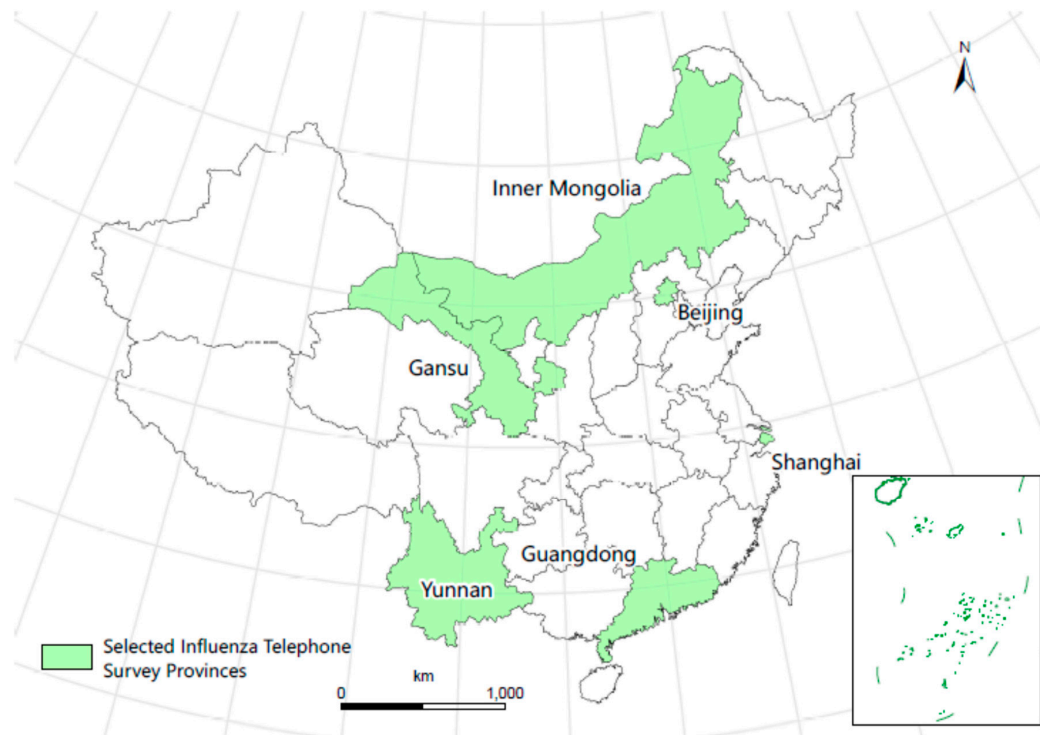 N
Inner Mongolia
Beijing
Gansu
Shanghai
Guangdong
Yunnan
Selected Influenza Telephone
Survey Provinces
km
0
1,000